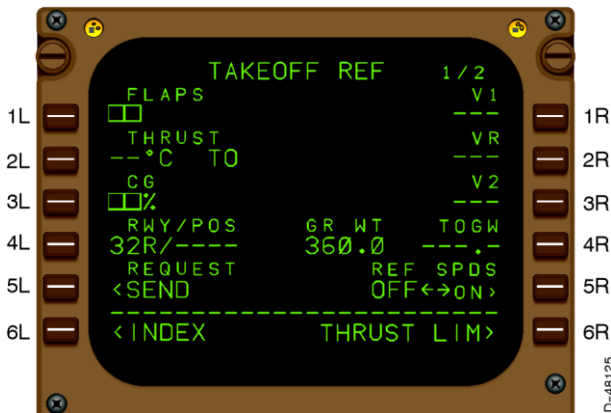 TAKEOFF REF 1/2
FLAPS V1
1L □□ --- 1R
THRUST VR
2L --°C TO --- 2R
CG V2
3L □□% --- 3R
RWY/POS GR WT TOGW
4L 32R/---- 360.0 ---.- 4R
REQUEST REF SPDS
5L <SEND OFF←→ON> 5R
------------------------
6L <INDEX THRUST LIM> 6R
D-48125